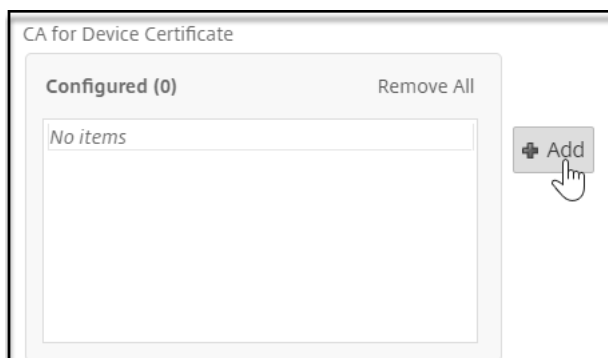 CA for Device Certificate
Configured (0) Remove All
No items
Add